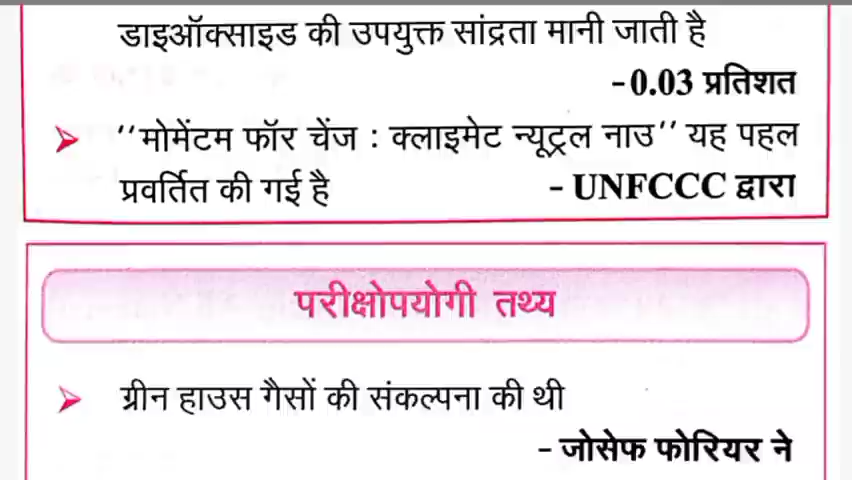 डाइऑक्साइड की उपयुक्त सांद्रता मानी जाती है
-0.03 प्रतिशत
''मोमेंटम फॉर चेंज : क्लाइमेट न्यूट्रल नाउ'' यह पहल
प्रवर्तित की गई है - UNFCCC द्वारा
परीक्षोपयोगी तथ्य
ग्रीन हाउस गैसों की संकल्पना की थी
- जोसेफ फोरियर ने